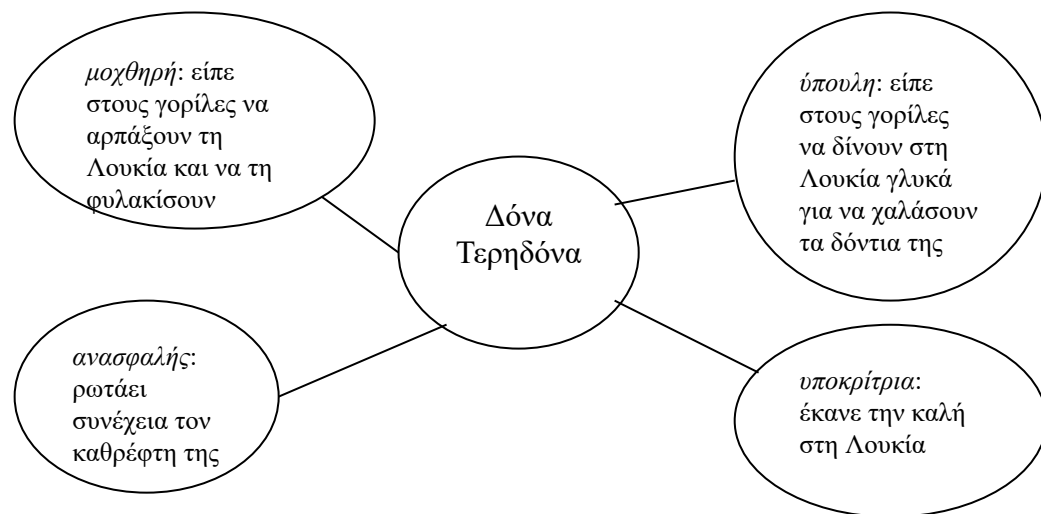 μοχθηρή: είπε
στους γορίλες να
αρπάξουν τη
Λουκία και να τη
φυλακίσουν
ύπουλη: είπε
στους γορίλες
να δίνουν στη
Λουκία γλυκά
για να χαλάσουν
τα δόντια της
Δόνα
Τερηδόνα
ανασφαλής:
ρωτάει
συνέχεια τον
καθρέφτη της
υποκρίτρια:
έκανε την καλή
στη Λουκία